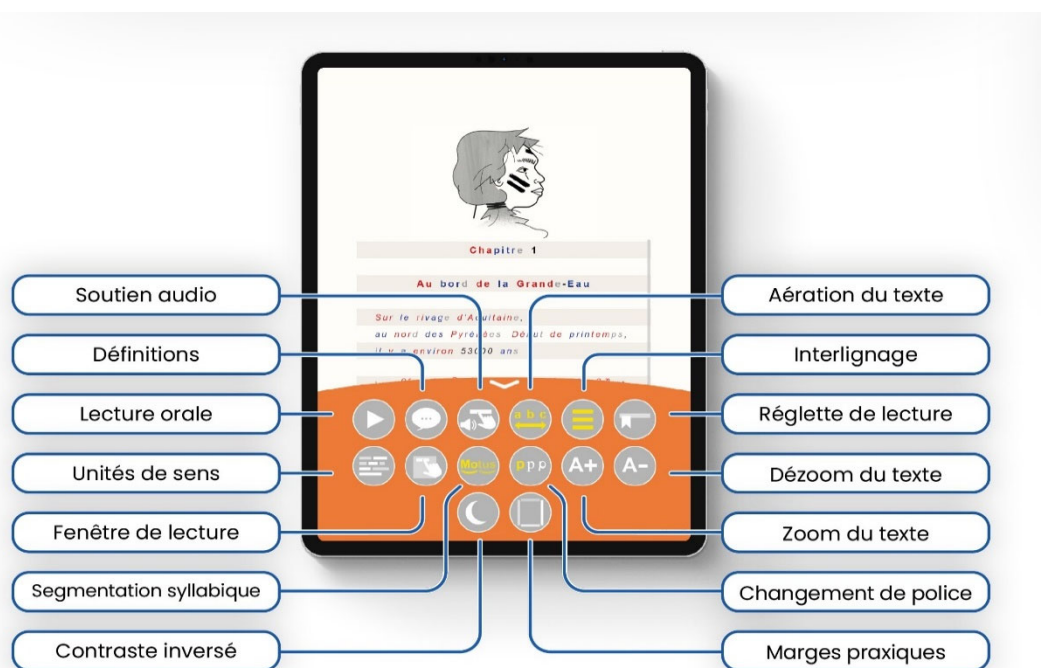 Chapitre 1
Au bord de la Grande-Eau
Sur le rivage d'Aquitaine,
au nord des Pyrénées Début de printemps,
il y a environ 53000 ans
Soutien audio
Définitions
Lecture orale
Unités de sens
Fenêtre de lecture
Segmentation syllabique
Contraste inversé
a b c
Motus
ppp
A+
A-
Aération du texte
Interlignage
Réglette de lecture
Dézoom du texte
Zoom du texte
Changement de police
Marges praxiques